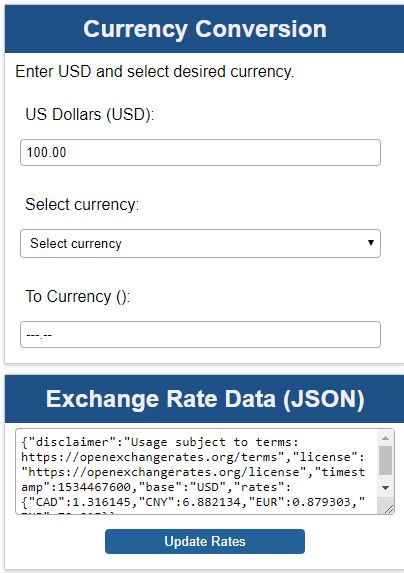 Currency Conversion
Enter USD and select desired currency.
US Dollars (USD):
100.00
Select currency:
Select currency
To Currency ():
---.--
Exchange Rate Data (JSON)
{"disclaimer":"Usage subject to terms:
https://openexchangerates.org/terms","license":
"https://openexchangerates.org/license","timest
amp":1534467600,"base":"USD","rates":
{"CAD":1.316145,"CNY":6.882134,"EUR":0.879303,"
Update Rates